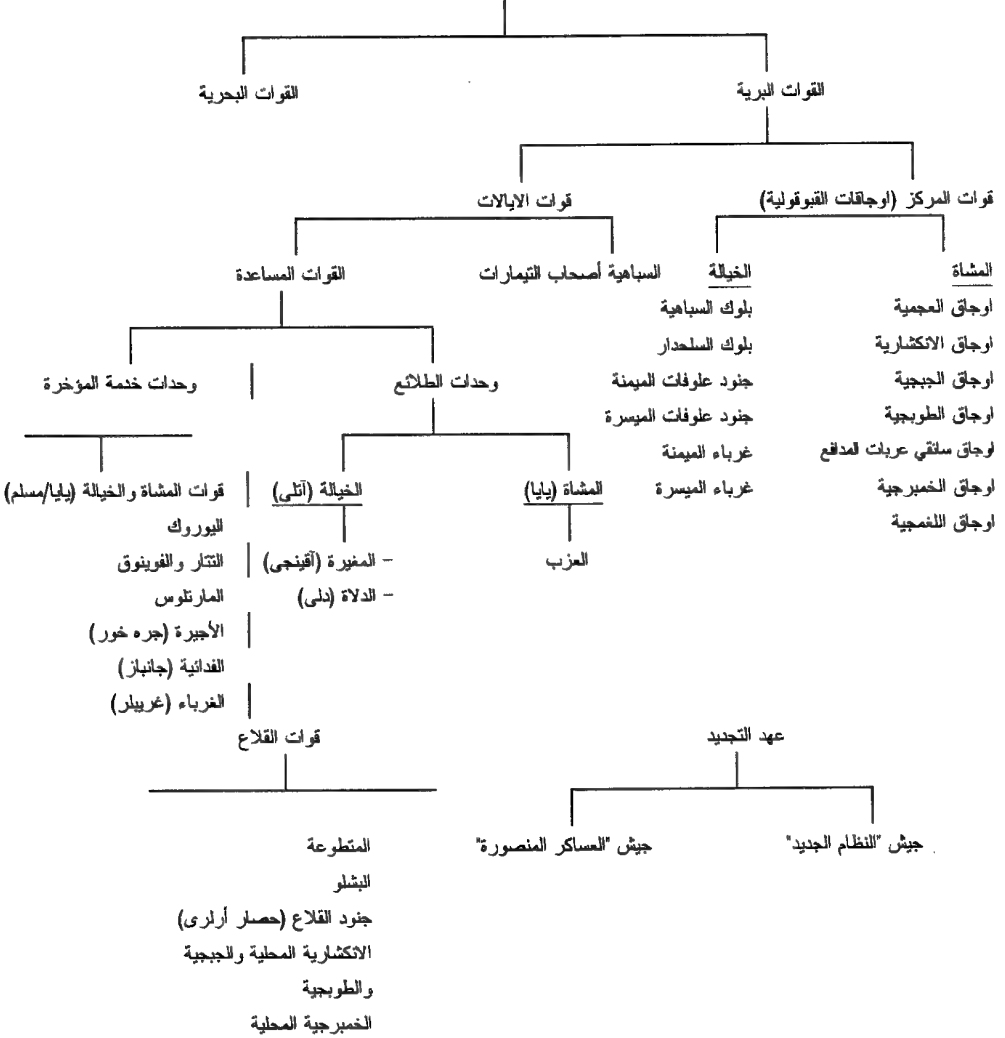 القوات البرية
القوات البحرية
قوات المركز (اوجاقات القبوقولية)
قوات الايالات
المشاة
اوجاق العجمية
اوجاق الانكشارية
اوجاق الجبجية
اوجاق الطوبجية
اوجاق سائقي عربات المدافع
اوجاق الخمبرجية
اوجاق اللغمجية
الخيالة
بلوك السباهية
بلوك السلحدار
جنود علوفات الميمنة
جنود علوفات الميسرة
غرباء الميمنة
غرباء الميسرة
السباهية أصحاب التيمارات
القوات المساعدة
وحدات الطلائع
وحدات خدمة المؤخرة
المشاة (يايا)
العزب
الخيالة (آتلى)
– المغيرة (آقينجى)
– الدلاة (دلى)
قوات المشاة والخيالة (يايا/مسلم)
اليوروك
التتار والفوينوق
المارتلوس
الأجيرة (جره خور)
الفدائية (جانباز)
الغرباء (غريبلر)
قوات القلاع
المتطوعة
البشلو
جنود القلاع (حصار أرلرى)
الانكشارية المحلية والجبجية
والطوبجية
الخمبرجية المحلية
عهد التجديد
جيش "النظام الجديد"
جيش "العساكر المنصورة"